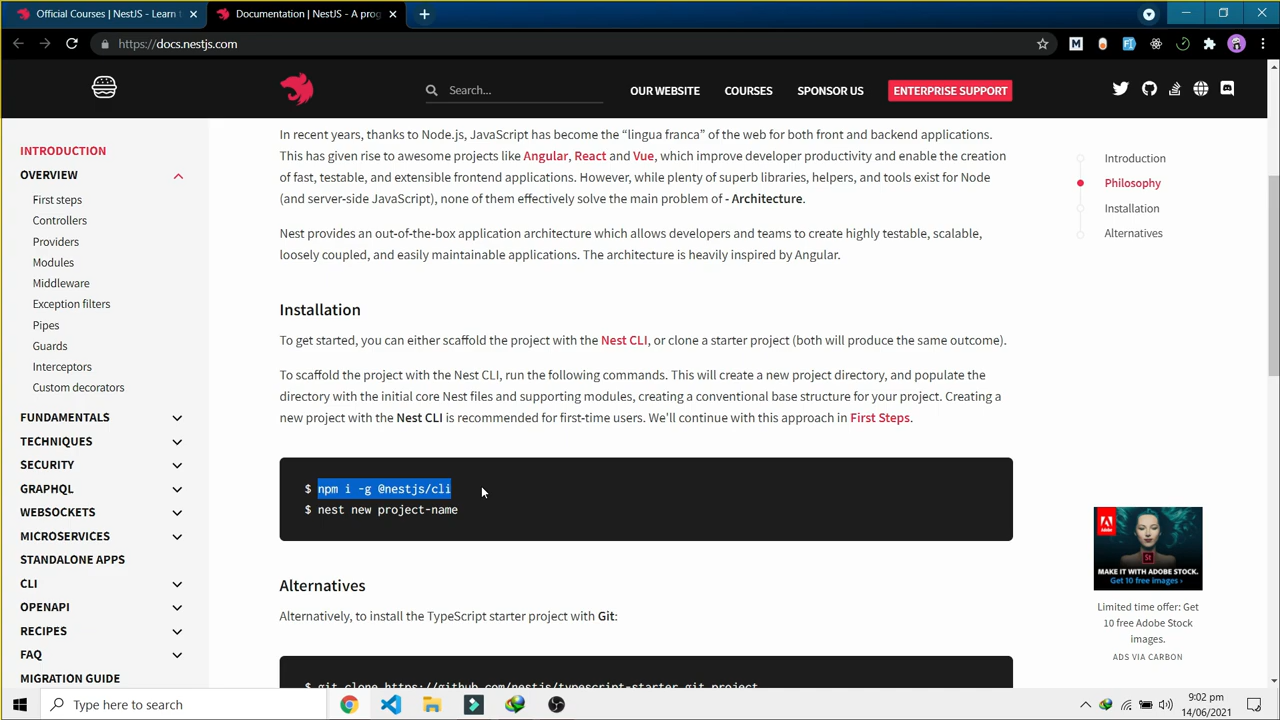 Official Courses | NestJS - Learn
Documentation | NestJS - A prog
https://docs.nestjs.com
Search...
OUR WEBSITE
COURSES
SPONSOR US
ENTERPRISE SUPPORT
INTRODUCTION
OVERVIEW
First steps
Controllers
Providers
Modules
Middleware
Exception filters
Pipes
Guards
Interceptors
Custom decorators
FUNDAMENTALS
TECHNIQUES
SECURITY
GRAPHQL
WEBSOCKETS
MICROSERVICES
STANDALONE APPS
CLI
OPENAPI
RECIPES
FAQ
MIGRATION GUIDE
In recent years, thanks to Node.js, JavaScript has become the “lingua franca” of the web for both front and backend applications.
This has given rise to awesome projects like Angular, React and Vue, which improve developer productivity and enable the creation
of fast, testable, and extensible frontend applications. However, while plenty of superb libraries, helpers, and tools exist for Node
(and server-side JavaScript), none of them effectively solve the main problem of - Architecture.
Nest provides an out-of-the-box application architecture which allows developers and teams to create highly testable, scalable,
loosely coupled, and easily maintainable applications. The architecture is heavily inspired by Angular.
Installation
To get started, you can either scaffold the project with the Nest CLI, or clone a starter project (both will produce the same outcome).
To scaffold the project with the Nest CLI, run the following commands. This will create a new project directory, and populate the
directory with the initial core Nest files and supporting modules, creating a conventional base structure for your project. Creating a
new project with the Nest CLI is recommended for first-time users. We'll continue with this approach in First Steps.
$ npm i -g @nestjs/cli
$ nest new project-name
Alternatives
Alternatively, to install the TypeScript starter project with Git:
$ git clone https://github.com/nestjs/typescript-starter.git project
Introduction
Philosophy
Installation
Alternatives
MAKE IT WITH ADOBE STOCK.
Get 10 free images ›
Limited time offer: Get
10 free Adobe Stock
images.
ADS VIA CARBON
Type here to search
9:02 pm
14/06/2021